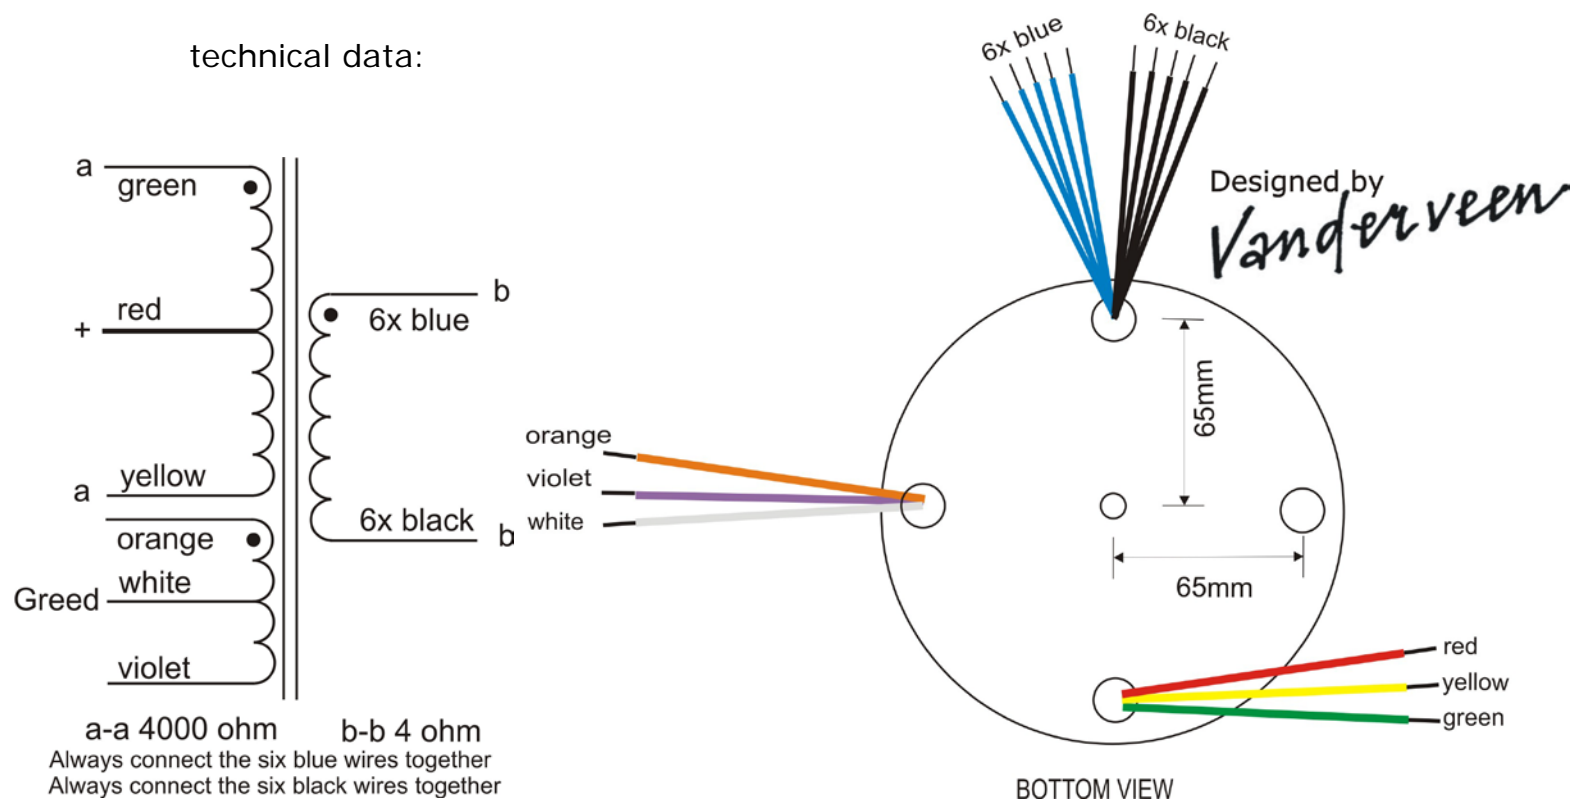 technical data:
a
green
red
+
yellow
a
orange
white
Greed
violet
b
6x blue
6x black
b
a-a 4000 ohm
b-b 4 ohm
Always connect the six blue wires together
Always connect the six black wires together
6x blue
6x black
Designed by
Vanderveen
orange
violet
white
65mm
65mm
red
yellow
green
BOTTOM VIEW